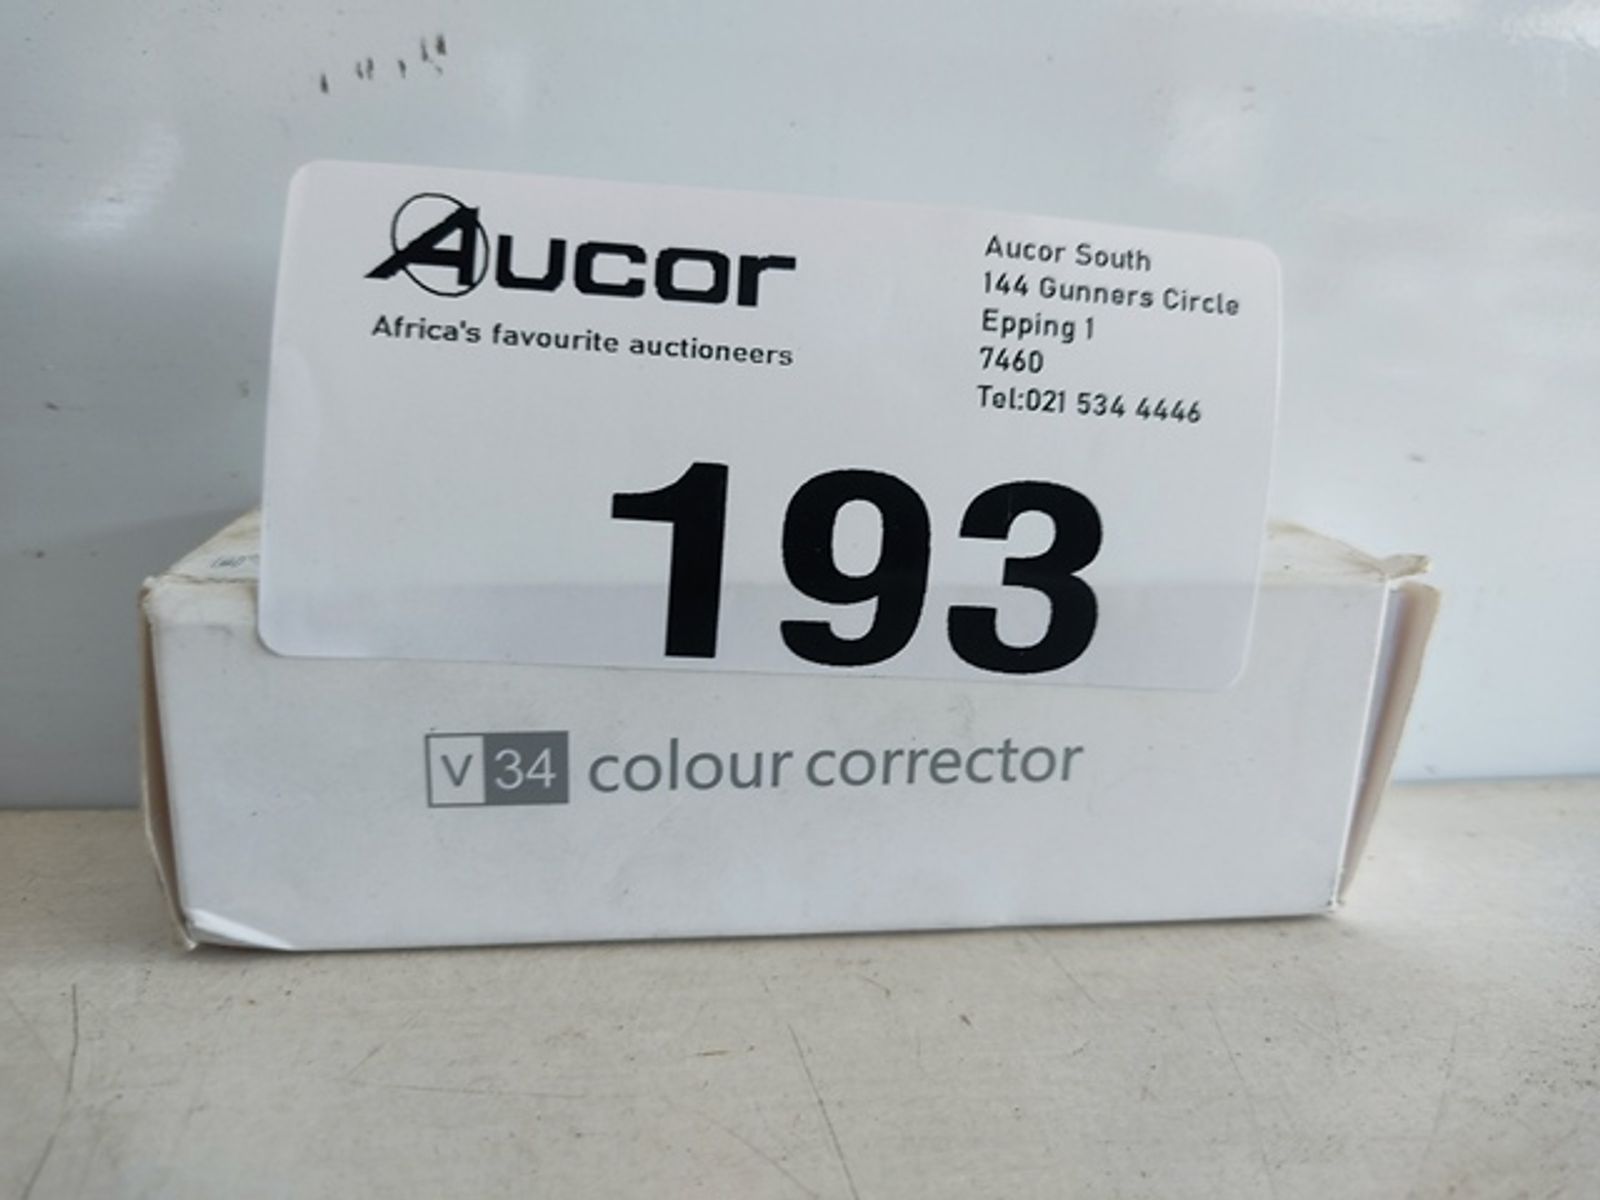 Aucor
Africa's favourite auctioneers
Aucor South
144 Gunners Circle
Epping 1
7460
Tel:021 534 4446
193
V 34 colour corrector